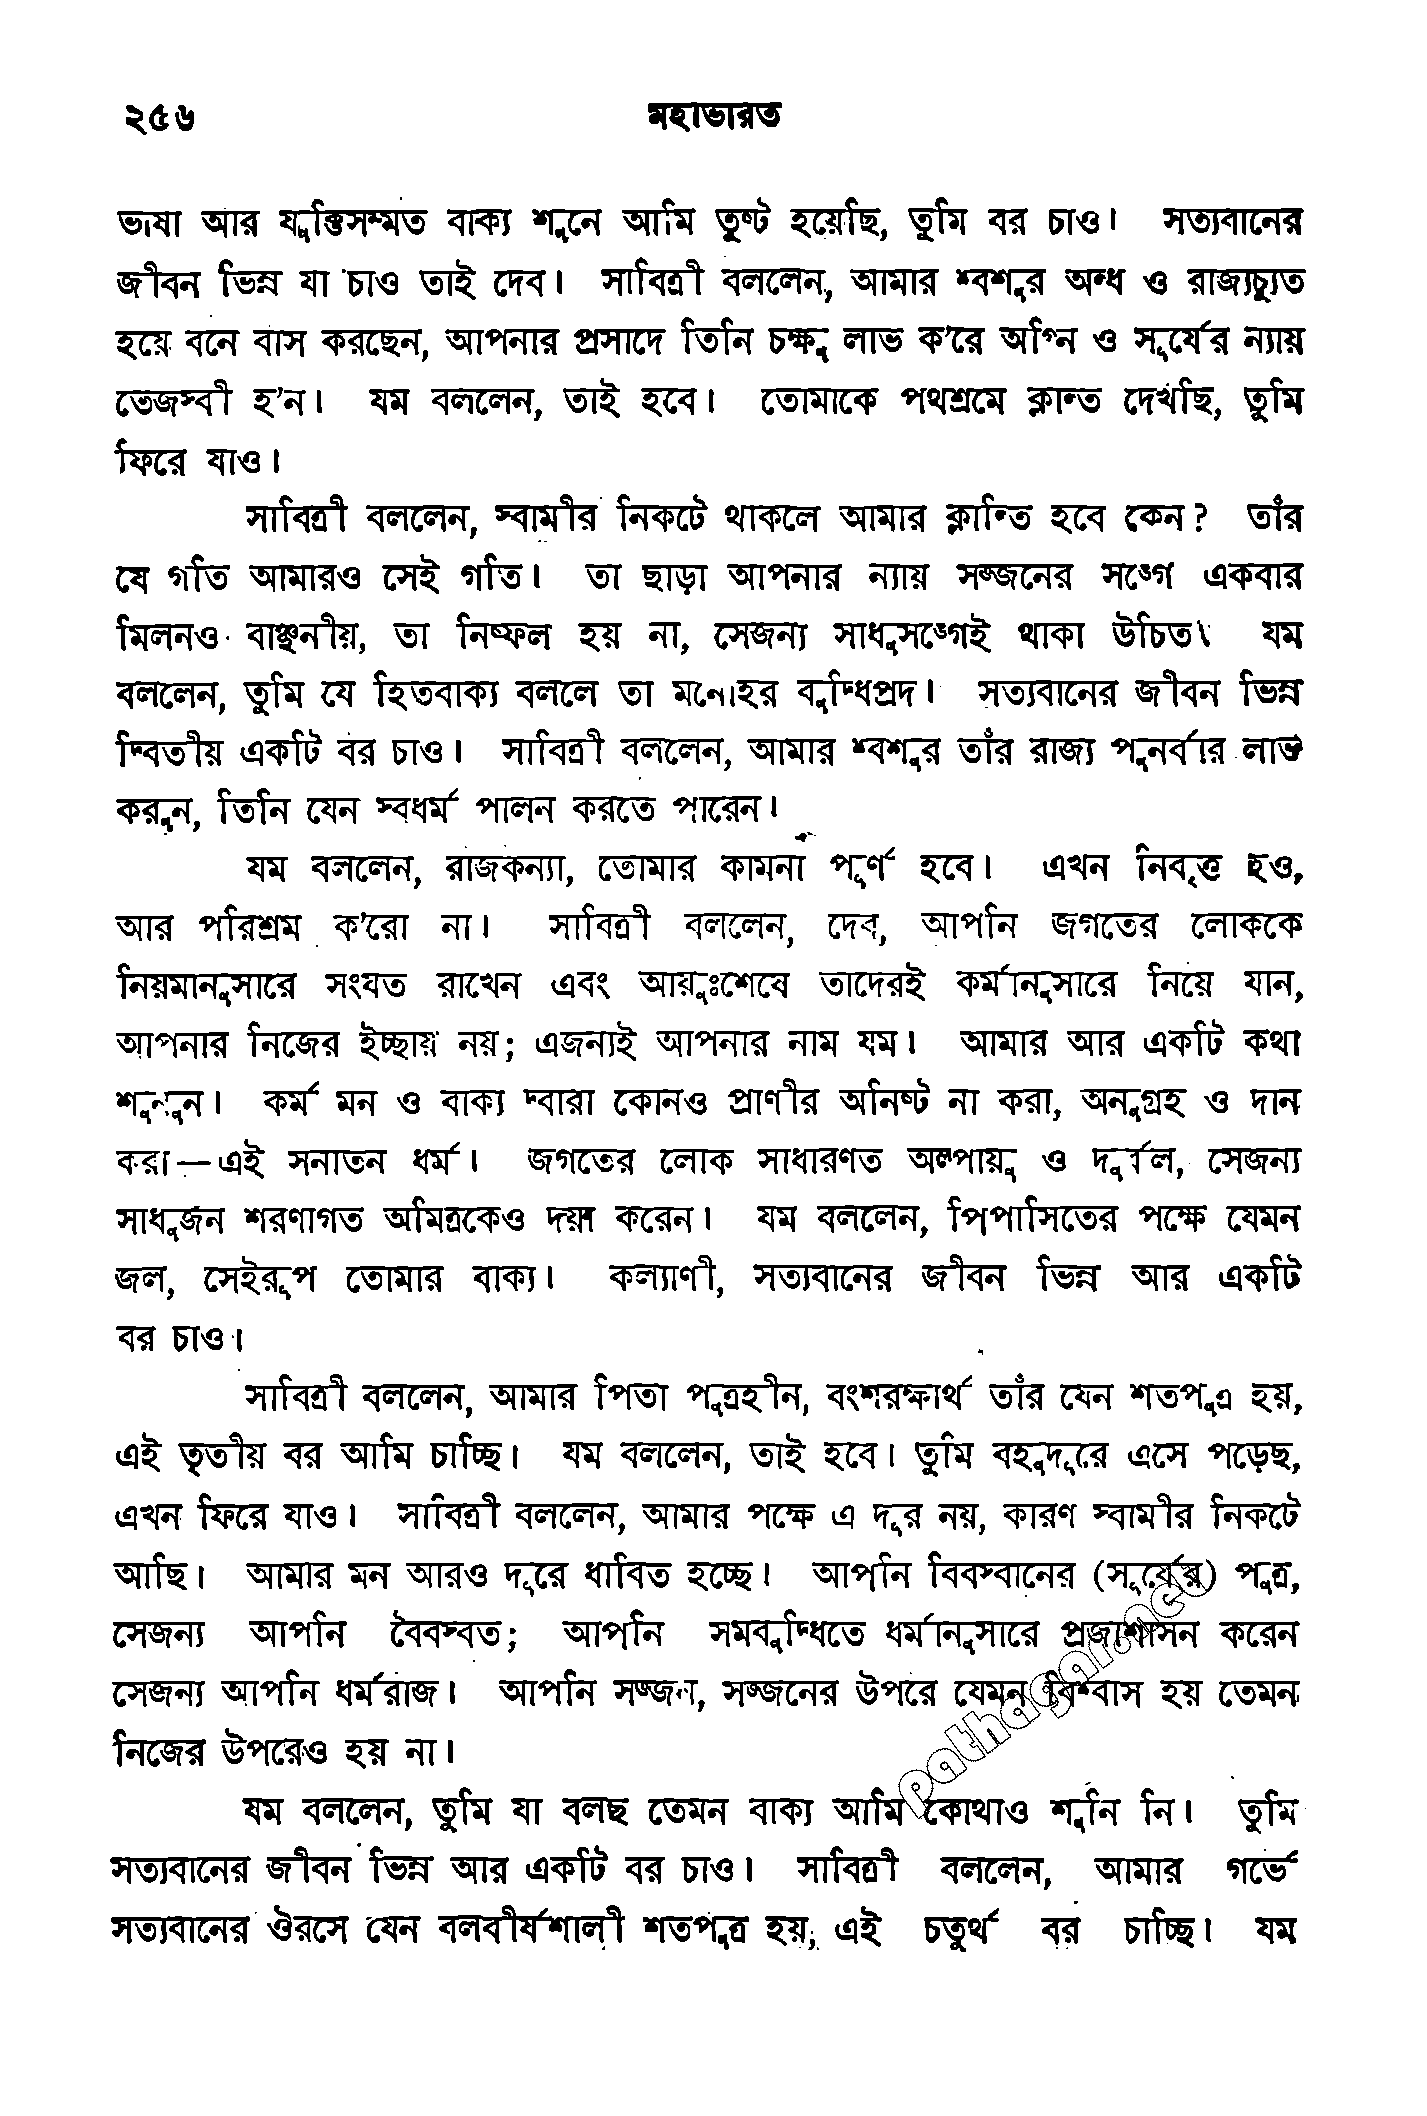 ২৫৬ মহাভারত
ভাষা আর যুক্তিসম্মত বাক্য শুনে আমি তুষ্ট হয়েছি, তুমি বর চাও। সত্যবানের
জীবন ভিন্ন যা চাও তাই দেব। সাবিত্রী বললেন, আমার শ্বশুর অন্ধ ও রাজ্যচ্যুত
হয়ে বনে বাস করছেন, আপনার প্রসাদে তিনি চক্ষু লাভ ক'রে অগ্নি ও সূর্যের ন্যায়
তেজস্বী হ'ন। যম বললেন, তাই হবে। তোমাকে পথশ্রমে ক্লান্ত দেখছি, তুমি
ফিরে যাও।
সাবিত্রী বললেন, স্বামীর নিকটে থাকলে আমার ক্লান্তি হবে কেন? তাঁর
যে গতি আমারও সেই গতি। তা ছাড়া আপনার ন্যায় সজ্জনের সঙ্গে একবার
মিলনও বাঞ্ছনীয়, তা নিষ্ফল হয় না, সেজন্য সাধুসঙ্গেই থাকা উচিত। যম
বললেন, তুমি যে হিতবাক্য বললে তা মনোহর বুদ্ধিপ্রদ। সত্যবানের জীবন ভিন্ন
দ্বিতীয় একটি বর চাও। সাবিত্রী বললেন, আমার শ্বশুর তাঁর রাজ্য পুনর্বার লাভ
করুন, তিনি যেন স্বধর্ম পালন করতে পারেন।
যম বললেন, রাজকন্যা, তোমার কামনা পূর্ণ হবে। এখন নিবৃত্ত হও,
আর পরিশ্রম ক'রো না। সাবিত্রী বললেন, দেব, আপনি জগতের লোককে
নিয়মানুসারে সংযত রাখেন এবং আয়ুঃশেষে তাদেরই কর্মানুসারে নিয়ে যান,
আপনার নিজের ইচ্ছায় নয়; এজন্যই আপনার নাম যম। আমার আর একটি কথা
শুনুন। কর্ম মন ও বাক্য দ্বারা কোনও প্রাণীর অনিষ্ট না করা, অনুগ্রহ ও দান
করা—এই সনাতন ধর্ম। জগতের লোক সাধারণত অল্পায়ু ও দুর্বল, সেজন্য
সাধুজন শরণাগত অমিত্রকেও দয়া করেন। যম বললেন, পিপাসিতের পক্ষে যেমন
জল, সেইরূপ তোমার বাক্য। কল্যাণী, সত্যবানের জীবন ভিন্ন আর একটি
বর চাও।
সাবিত্রী বললেন, আমার পিতা পুত্রহীন, বংশরক্ষার্থ তাঁর যেন শতপুত্র হয়,
এই তৃতীয় বর আমি চাচ্ছি। যম বললেন, তাই হবে। তুমি বহুদূরে এসে পড়েছ,
এখন ফিরে যাও। সাবিত্রী বললেন, আমার পক্ষে এ দূর নয়, কারণ স্বামীর নিকটে
আছি। আমার মন আরও দূরে ধাবিত হচ্ছে। আপনি বিবস্বানের (সূর্যের) পুত্র,
সেজন্য আপনি বৈবস্বত; আপনি সমবুদ্ধিতে ধর্মানুসারে প্রজাশাসন করেন
সেজন্য আপনি ধর্মরাজ। আপনি সজ্জন, সজ্জনের উপরে যেমন বিশ্বাস হয় তেমন
নিজের উপরেও হয় না।
যম বললেন, তুমি যা বলছ তেমন বাক্য আমি কোথাও শুনি নি। তুমি
সত্যবানের জীবন ভিন্ন আর একটি বর চাও। সাবিত্রী বললেন, আমার গর্ভে
সত্যবানের ঔরসে যেন বলবীর্যশালী শতপুত্র হয়, এই চতুর্থ বর চাচ্ছি। যম
pathagar.net